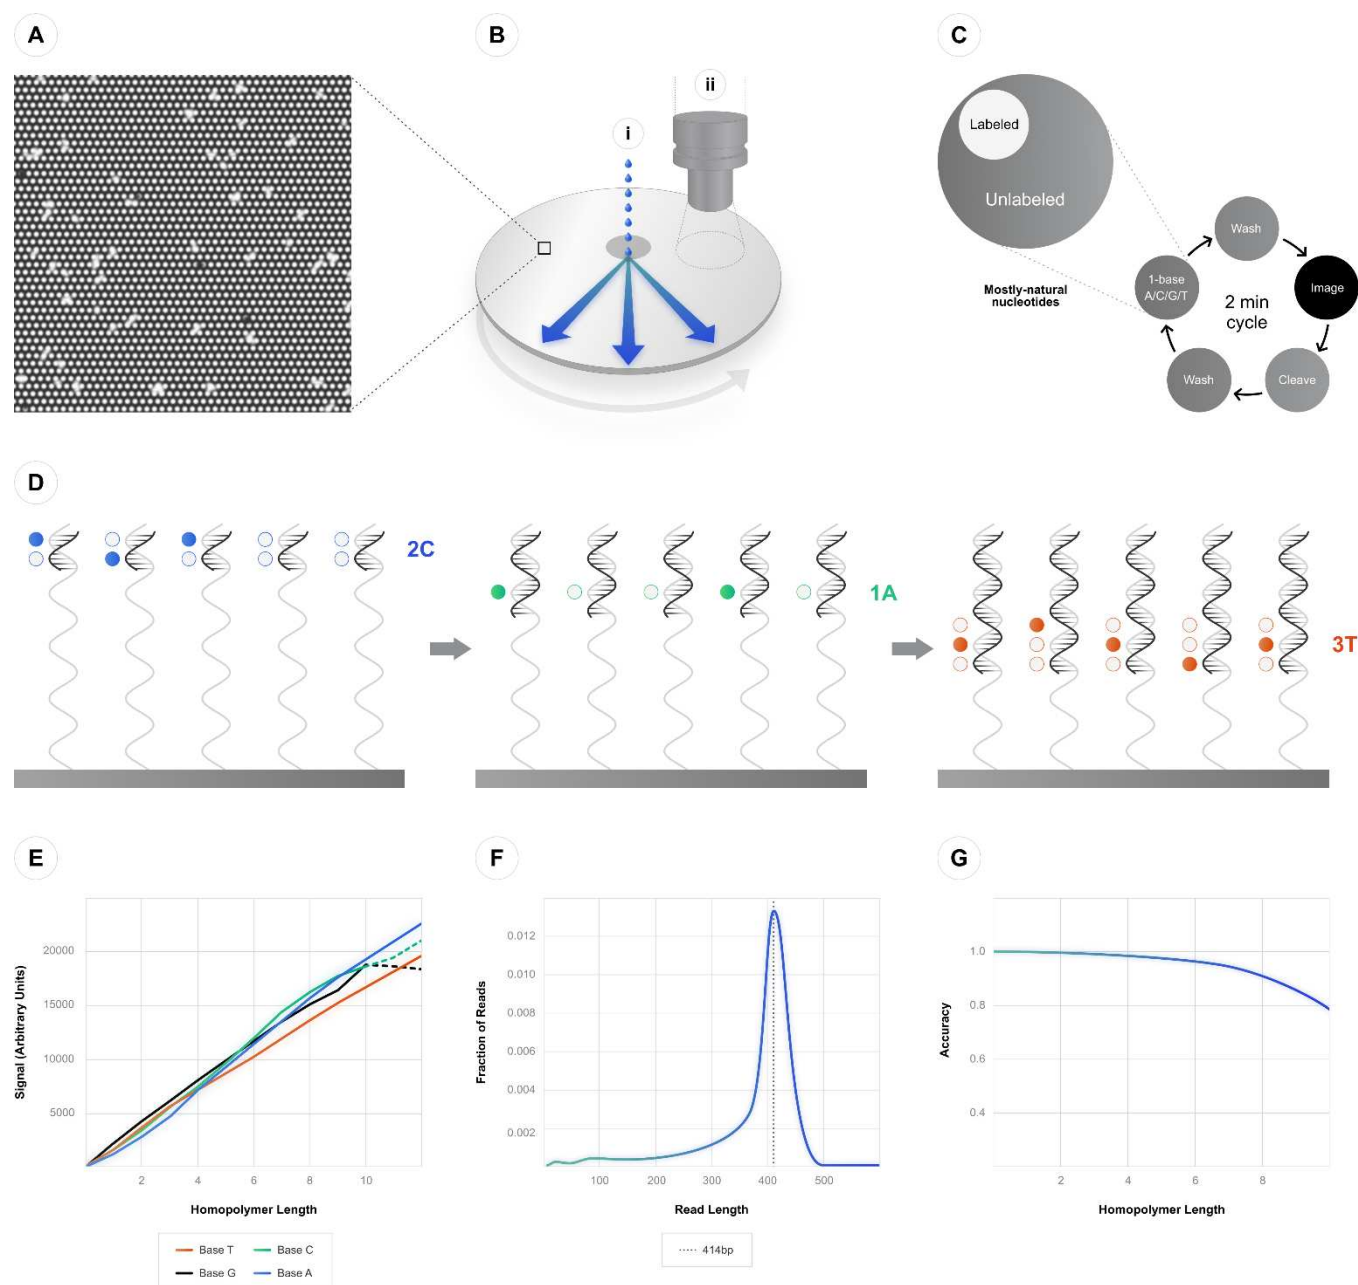 A
B
C
i
ii
Labeled
Unlabeled
Mostly-natural
nucleotides
1-base
A/C/G/T
Wash
Image
Cleave
Wash
2 min
cycle
D
2C
1A
3T
E
Signal (Arbitrary Units)
20000
15000
10000
5000
2
4
6
8
10
Homopolymer Length
Base T
Base C
Base G
Base A
F
Fraction of Reads
0.012
0.010
0.008
0.006
0.004
0.002
100
200
300
400
500
Read Length
414bp
G
Accuracy
1.0
0.8
0.6
0.4
2
4
6
8
Homopolymer Length